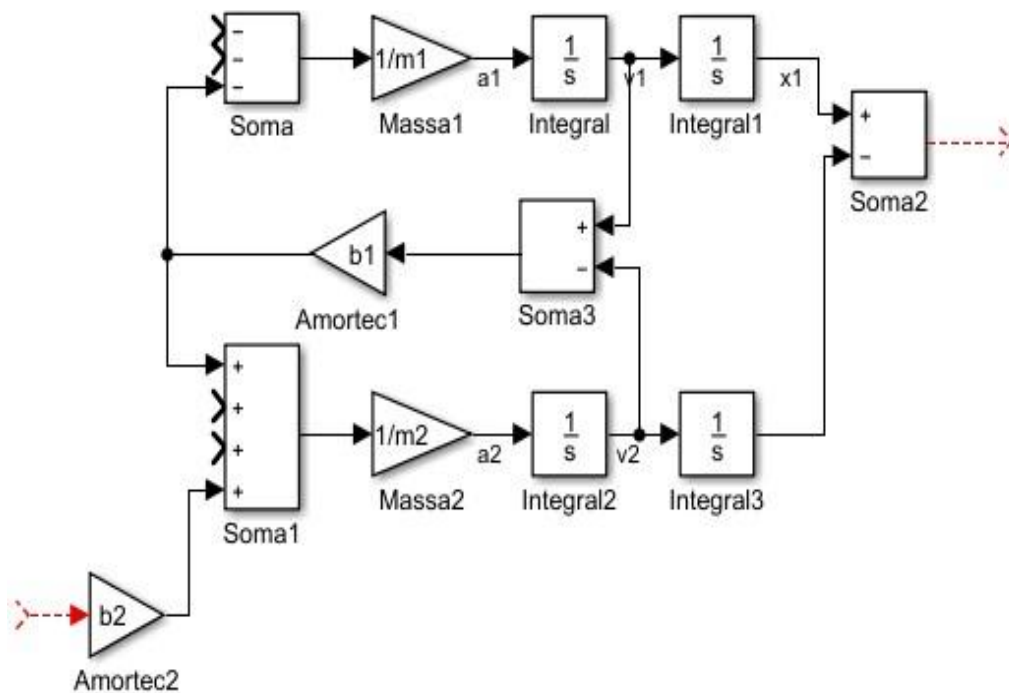 −
−
−
Soma
1/m1
Massa1
a1
1
s
Integral
v1
1
s
Integral1
x1
+
−
Soma2
b1
Amortec1
+
−
Soma3
+
+
+
+
Soma1
1/m2
Massa2
a2
1
s
Integral2
v2
1
s
Integral3
b2
Amortec2